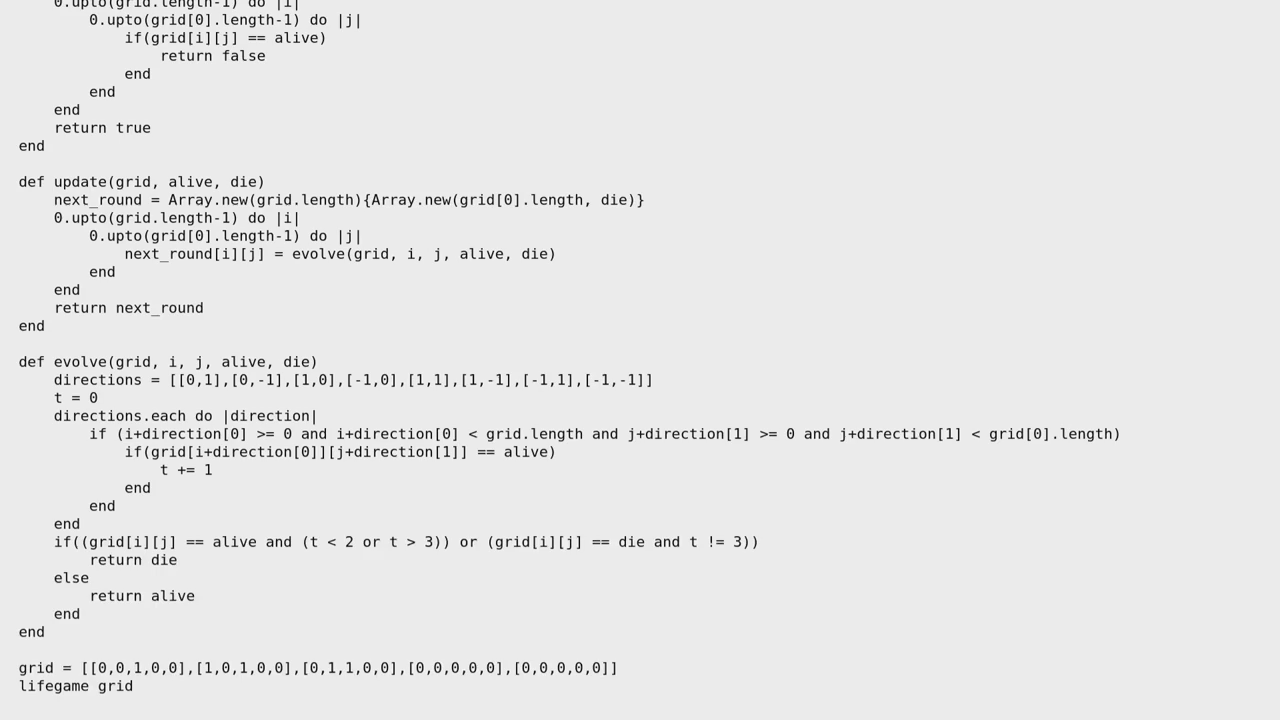 0.upto(grid.length-1) do |i|
        0.upto(grid[0].length-1) do |j|
            if(grid[i][j] == alive)
                return false
            end
        end
    end
    return true
end

def update(grid, alive, die)
    next_round = Array.new(grid.length){Array.new(grid[0].length, die)}
    0.upto(grid.length-1) do |i|
        0.upto(grid[0].length-1) do |j|
            next_round[i][j] = evolve(grid, i, j, alive, die)
        end
    end
    return next_round
end

def evolve(grid, i, j, alive, die)
    directions = [[0,1],[0,-1],[1,0],[-1,0],[1,1],[1,-1],[-1,1],[-1,-1]]
    t = 0
    directions.each do |direction|
        if (i+direction[0] >= 0 and i+direction[0] < grid.length and j+direction[1] >= 0 and j+direction[1] < grid[0].length)
            if(grid[i+direction[0]][j+direction[1]] == alive)
                t += 1
            end
        end
    end
    if((grid[i][j] == alive and (t < 2 or t > 3)) or (grid[i][j] == die and t != 3))
        return die
    else
        return alive
    end
end

grid = [[0,0,1,0,0],[1,0,1,0,0],[0,1,1,0,0],[0,0,0,0,0],[0,0,0,0,0]]
lifegame grid